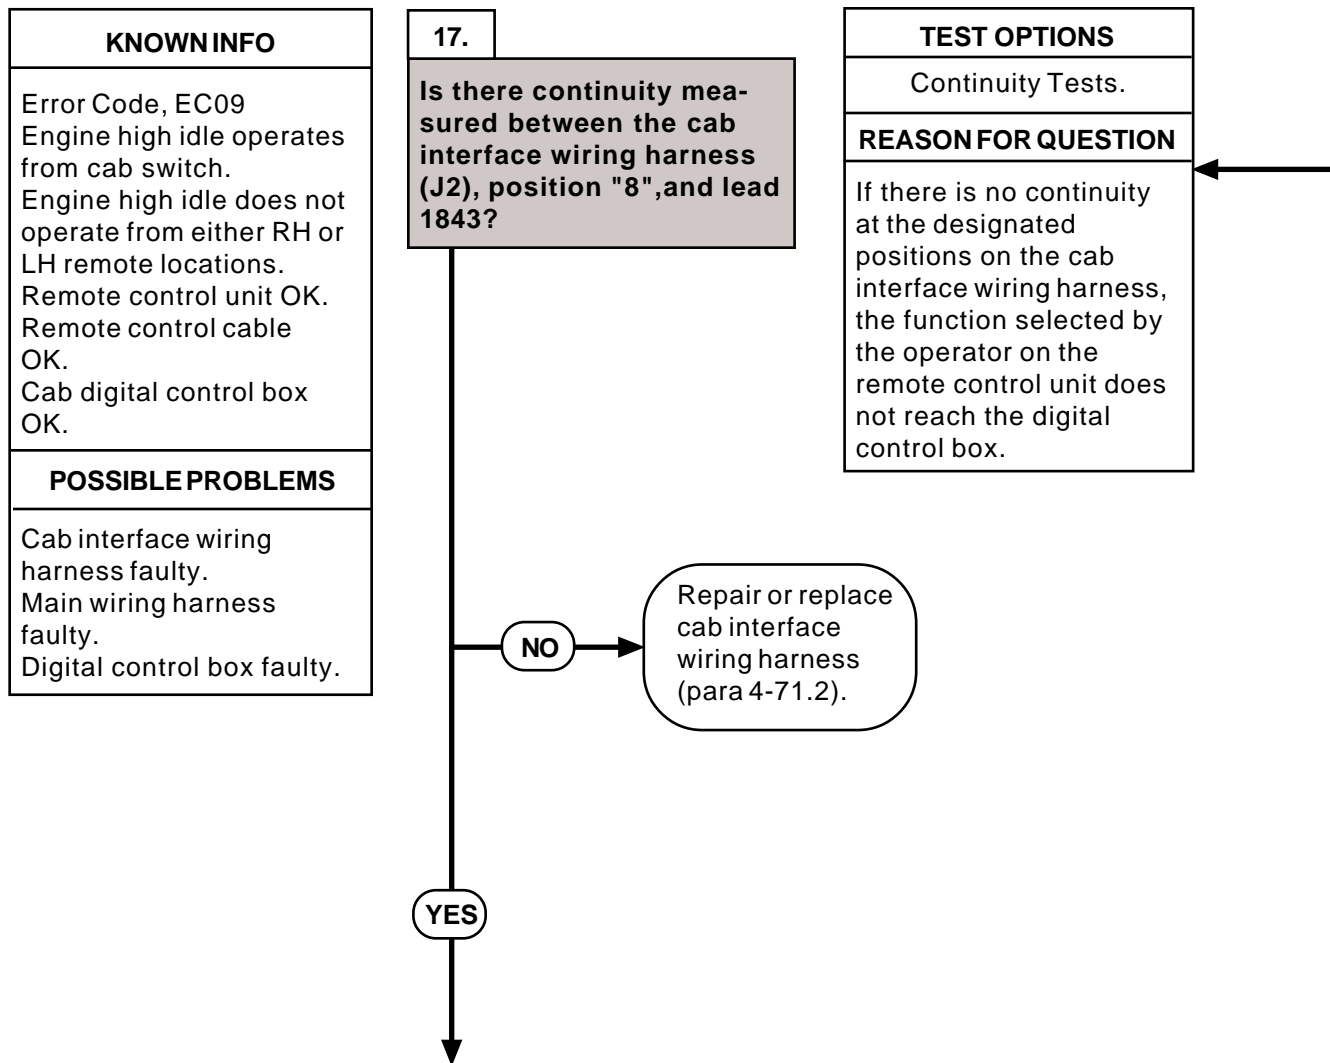 KNOWN INFO
Error Code, EC09
Engine high idle operates
from cab switch.
Engine high idle does not
operate from either RH or
LH remote locations.
Remote control unit OK.
Remote control cable
OK.
Cab digital control box
OK.
POSSIBLE PROBLEMS
Cab interface wiring
harness faulty.
Main wiring harness
faulty.
Digital control box faulty.
17.
Is there continuity mea-
sured between the cab
interface wiring harness
(J2), position "8",and lead
1843?
TEST OPTIONS
Continuity Tests.
REASON FOR QUESTION
If there is no continuity
at the designated
positions on the cab
interface wiring harness,
the function selected by
the operator on the
remote control unit does
not reach the digital
control box.
NO
Repair or replace
cab interface
wiring harness
(para 4-71.2).
YES